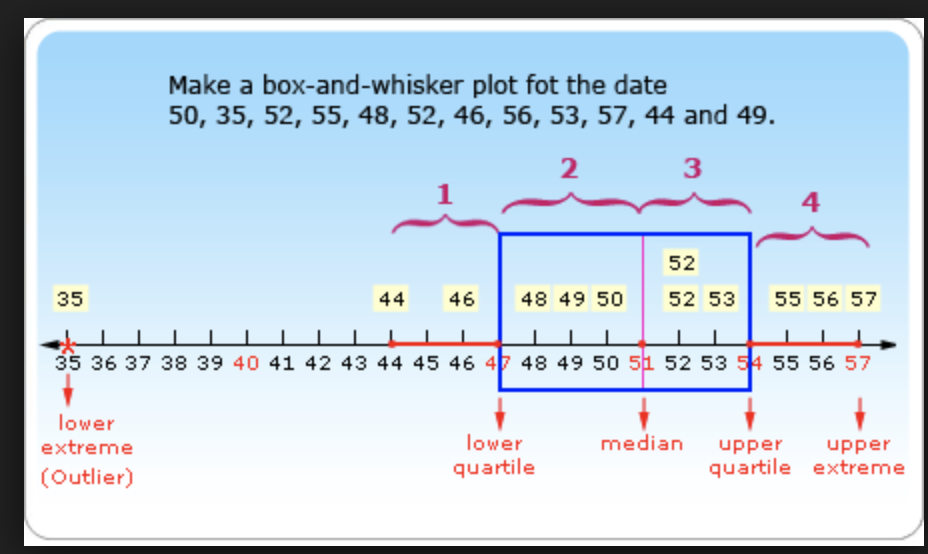 Make a box-and-whisker plot fot the date
50, 35, 52, 55, 48, 52, 46, 56, 53, 57, 44 and 49.
2 3
1 4
52
35 44 46 48 49 50 52 53 55 56 57
35 36 37 38 39 40 41 42 43 44 45 46 47 48 49 50 51 52 53 54 55 56 57
lower
extreme
(Outlier)
lower
quartile
median
upper
quartile
upper
extreme